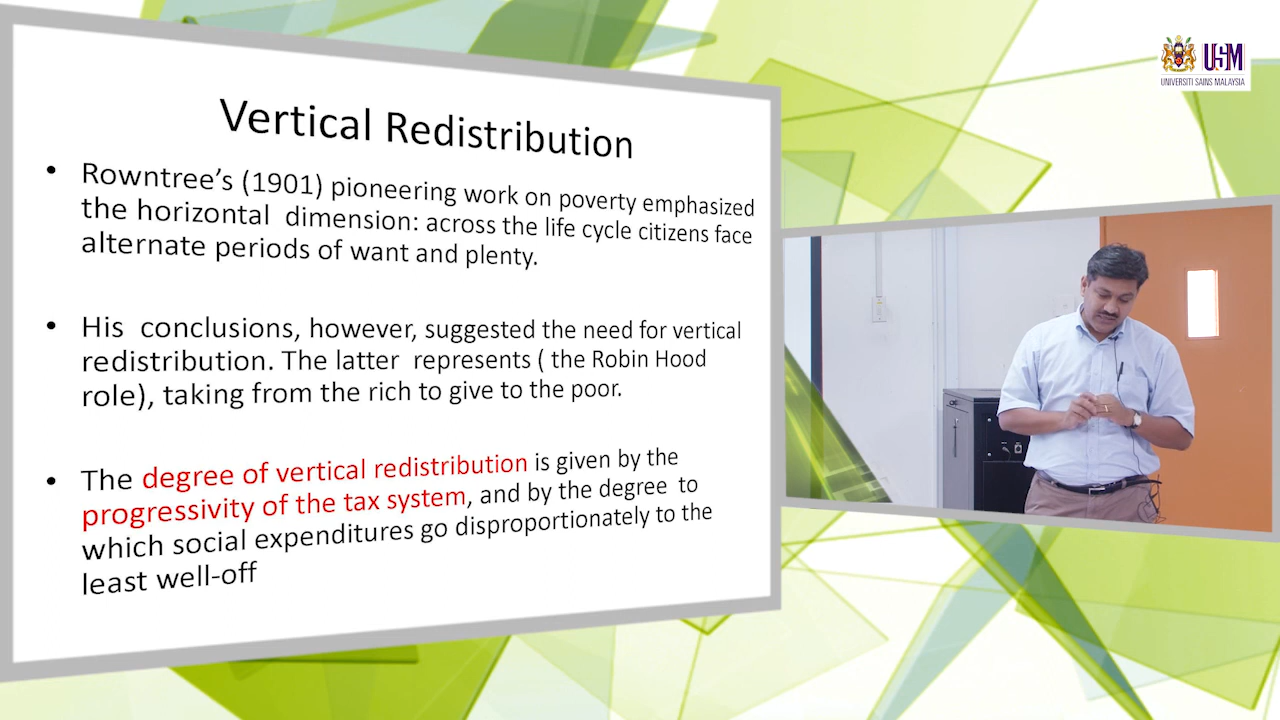 USM
UNIVERSITI SAINS MALAYSIA
Vertical Redistribution
• Rowntree’s (1901) pioneering work on poverty emphasized
the horizontal dimension: across the life cycle citizens face
alternate periods of want and plenty.
• His conclusions, however, suggested the need for vertical
redistribution. The latter represents ( the Robin Hood
role), taking from the rich to give to the poor.
• The degree of vertical redistribution is given by the
progressivity of the tax system, and by the degree to
which social expenditures go disproportionately to the
least well-off